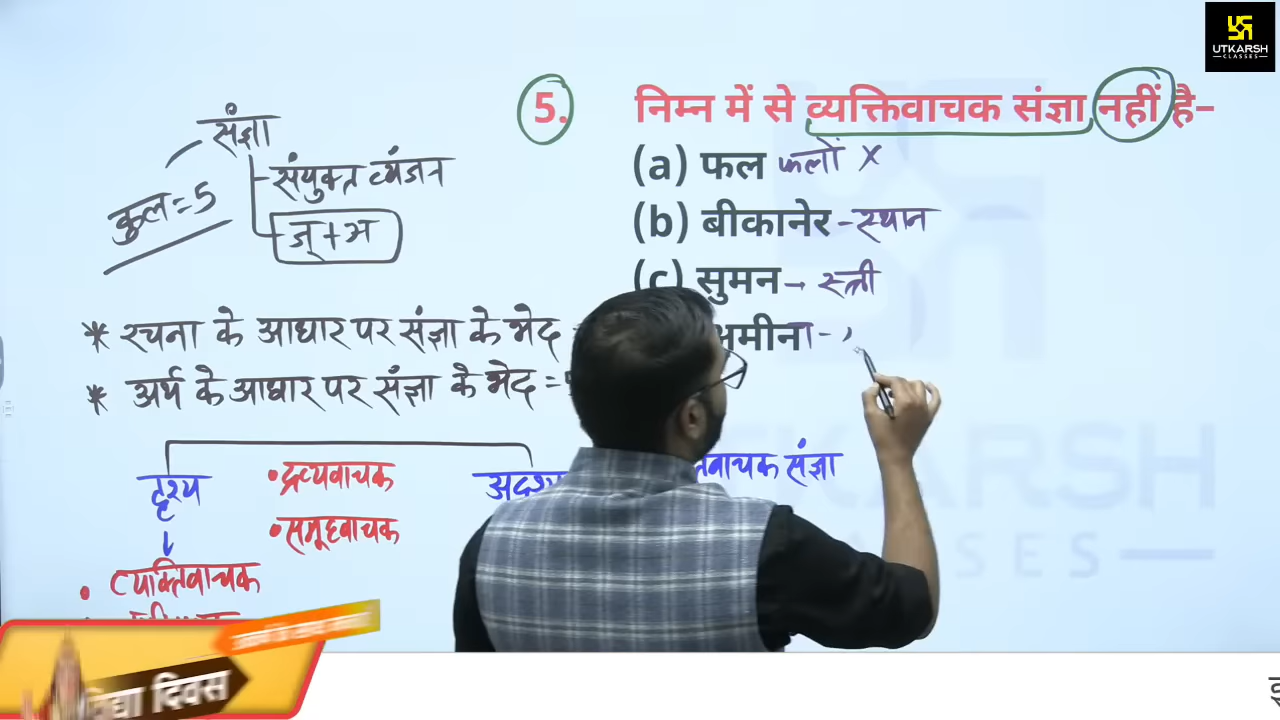 UTKARSH
CLASSES
5. निम्न में से व्यक्तिवाचक संज्ञा नहीं है–
(a) फल फलों ×
(b) बीकानेर - स्थान
(c) सुमन → स्त्री
अमीना -
संज्ञा
संयुक्त व्यंजन
कुल = 5
ज् + ञ
* रचना के आधार पर संज्ञा के भेद
* अर्थ के आधार पर संज्ञा के भेद =
दृश्य
• द्रव्यवाचक
• समूहवाचक
वाचक संज्ञा
• व्यक्तिवाचक
दिवस